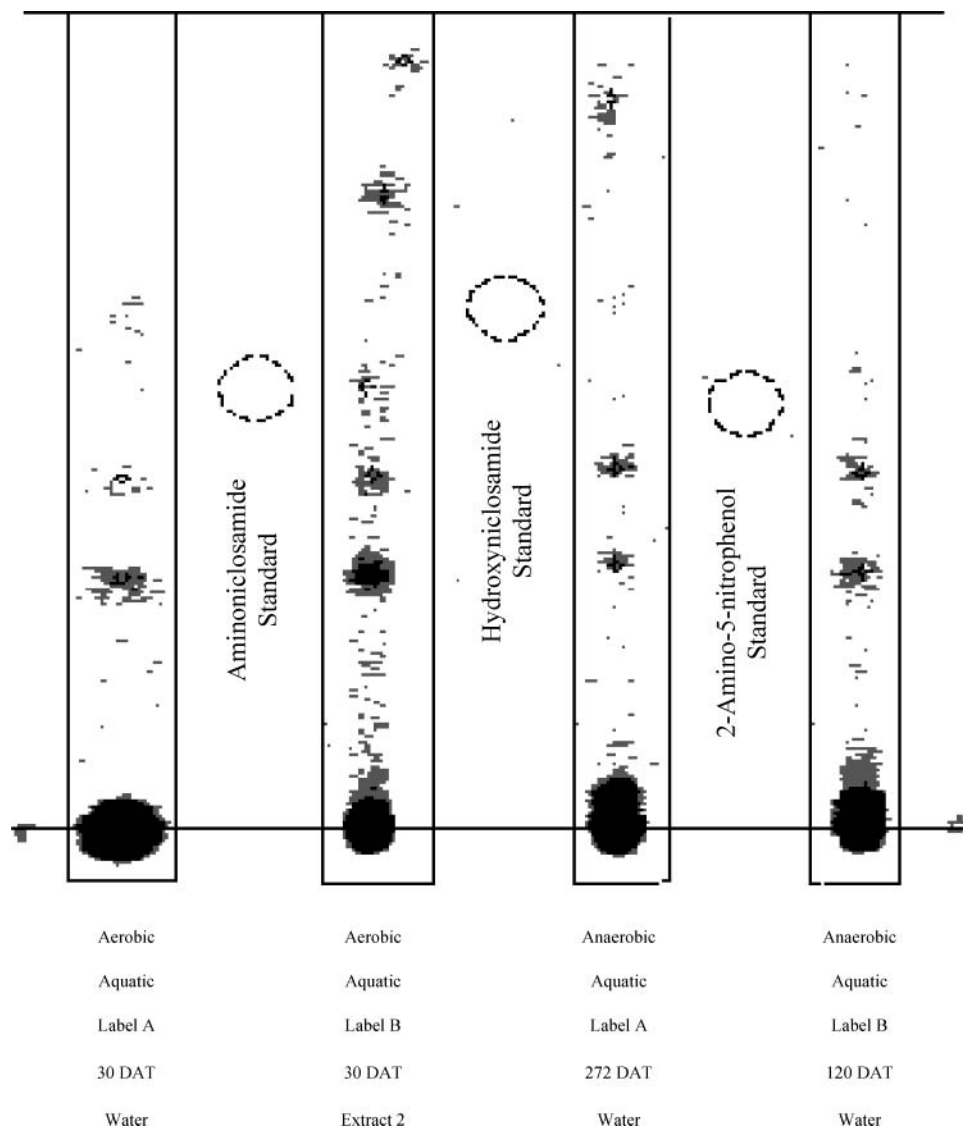 Aminoniclosamide
Standard
Hydroxyniclosamide
Standard
2-Amino-5-nitrophenol
Standard
Aerobic
Aquatic
Label A
30 DAT
Water
Aerobic
Aquatic
Label B
30 DAT
Extract 2
Anaerobic
Aquatic
Label A
272 DAT
Water
Anaerobic
Aquatic
Label B
120 DAT
Water